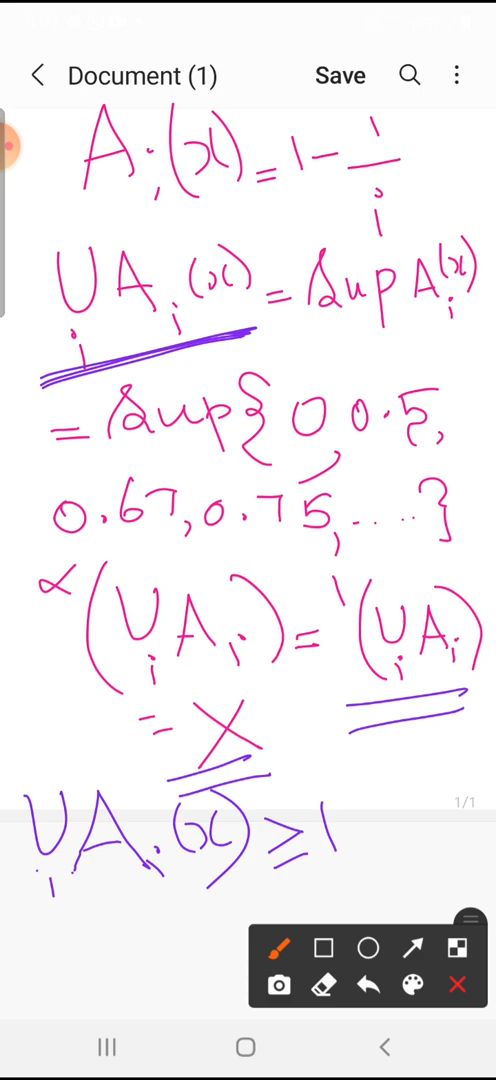 Document (1) Save
A_i(x) = 1 - 1/i
∪_i A_i(x) = Sup A_i(x)
= Sup{0, 0.5,
0.67, 0.75, ....}
^α(∪_i A_i) = ^1(∪_i A_i)
= X
1/1
∪_i A_i(x) ≥ 1